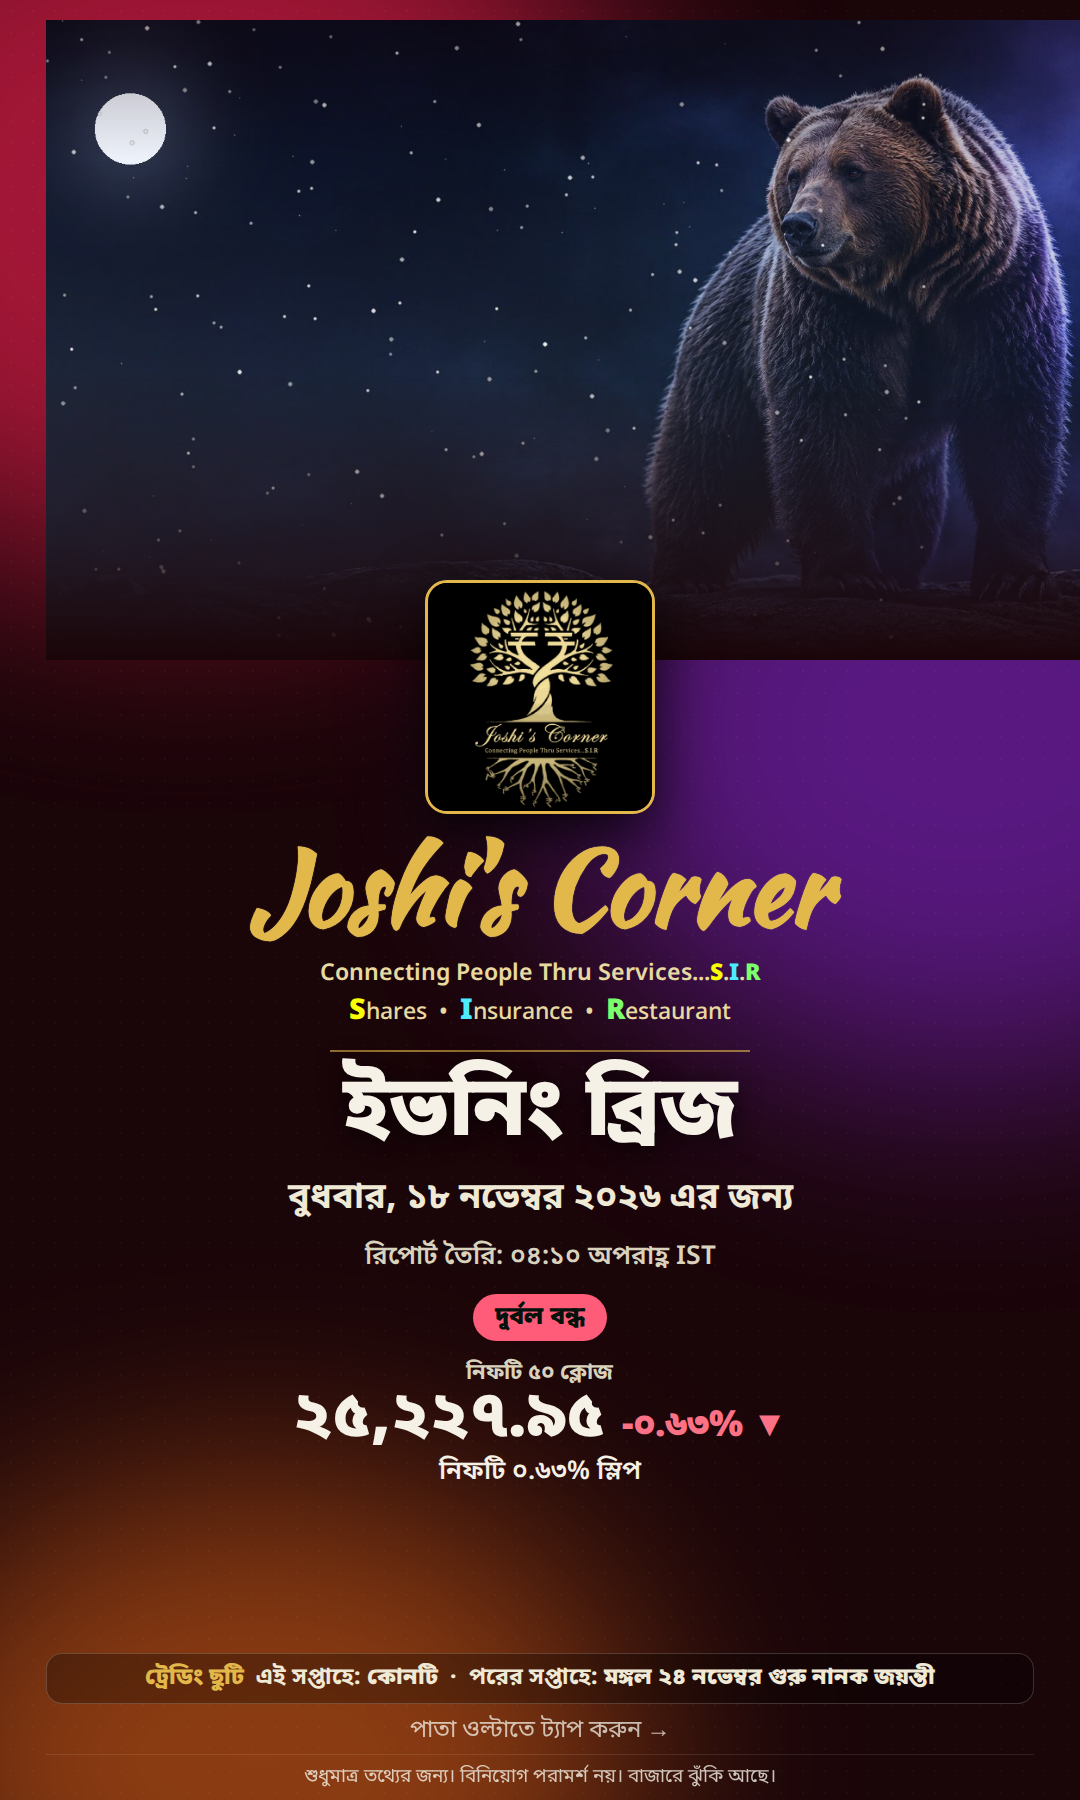 Joshi's Corner
Connecting People Thru Services...S.I.R
Joshi's Corner
Connecting People Thru Services...S.I.R
Shares • Insurance • Restaurant
ইভনিং ব্রিজ
বুধবার, ১৮ নভেম্বর ২০২৬ এর জন্য
রিপোর্ট তৈরি: ০৪:১০ অপরাহ্ণ IST
দুর্বল বন্ধ
নিফটি ৫০ ক্লোজ
২৫,২২৭.৯৫ -০.৬৩% ▼
নিফটি ০.৬৩% স্লিপ
ট্রেডিং ছুটি এই সপ্তাহে: কোনটি · পরের সপ্তাহে: মঙ্গল ২৪ নভেম্বর গুরু নানক জয়ন্তী
পাতা ওল্টাতে ট্যাপ করুন →
শুধুমাত্র তথ্যের জন্য। বিনিয়োগ পরামর্শ নয়। বাজারে ঝুঁকি আছে।